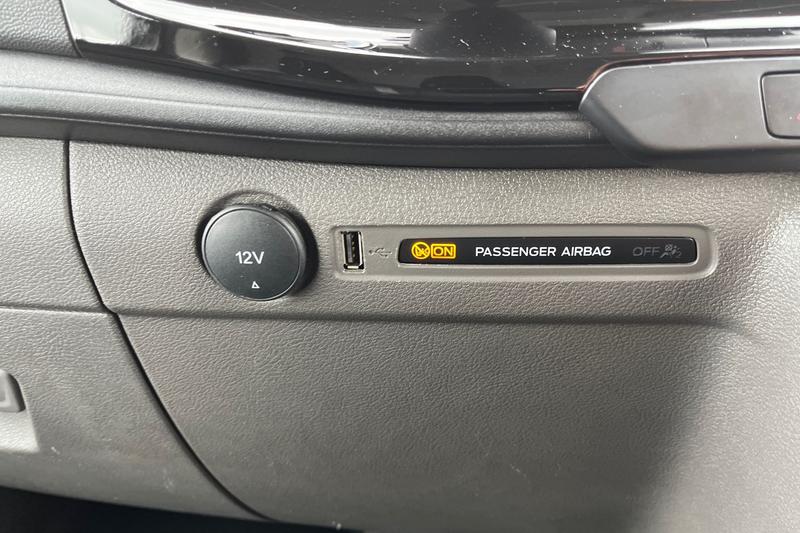 12V
ON PASSENGER AIRBAG OFF